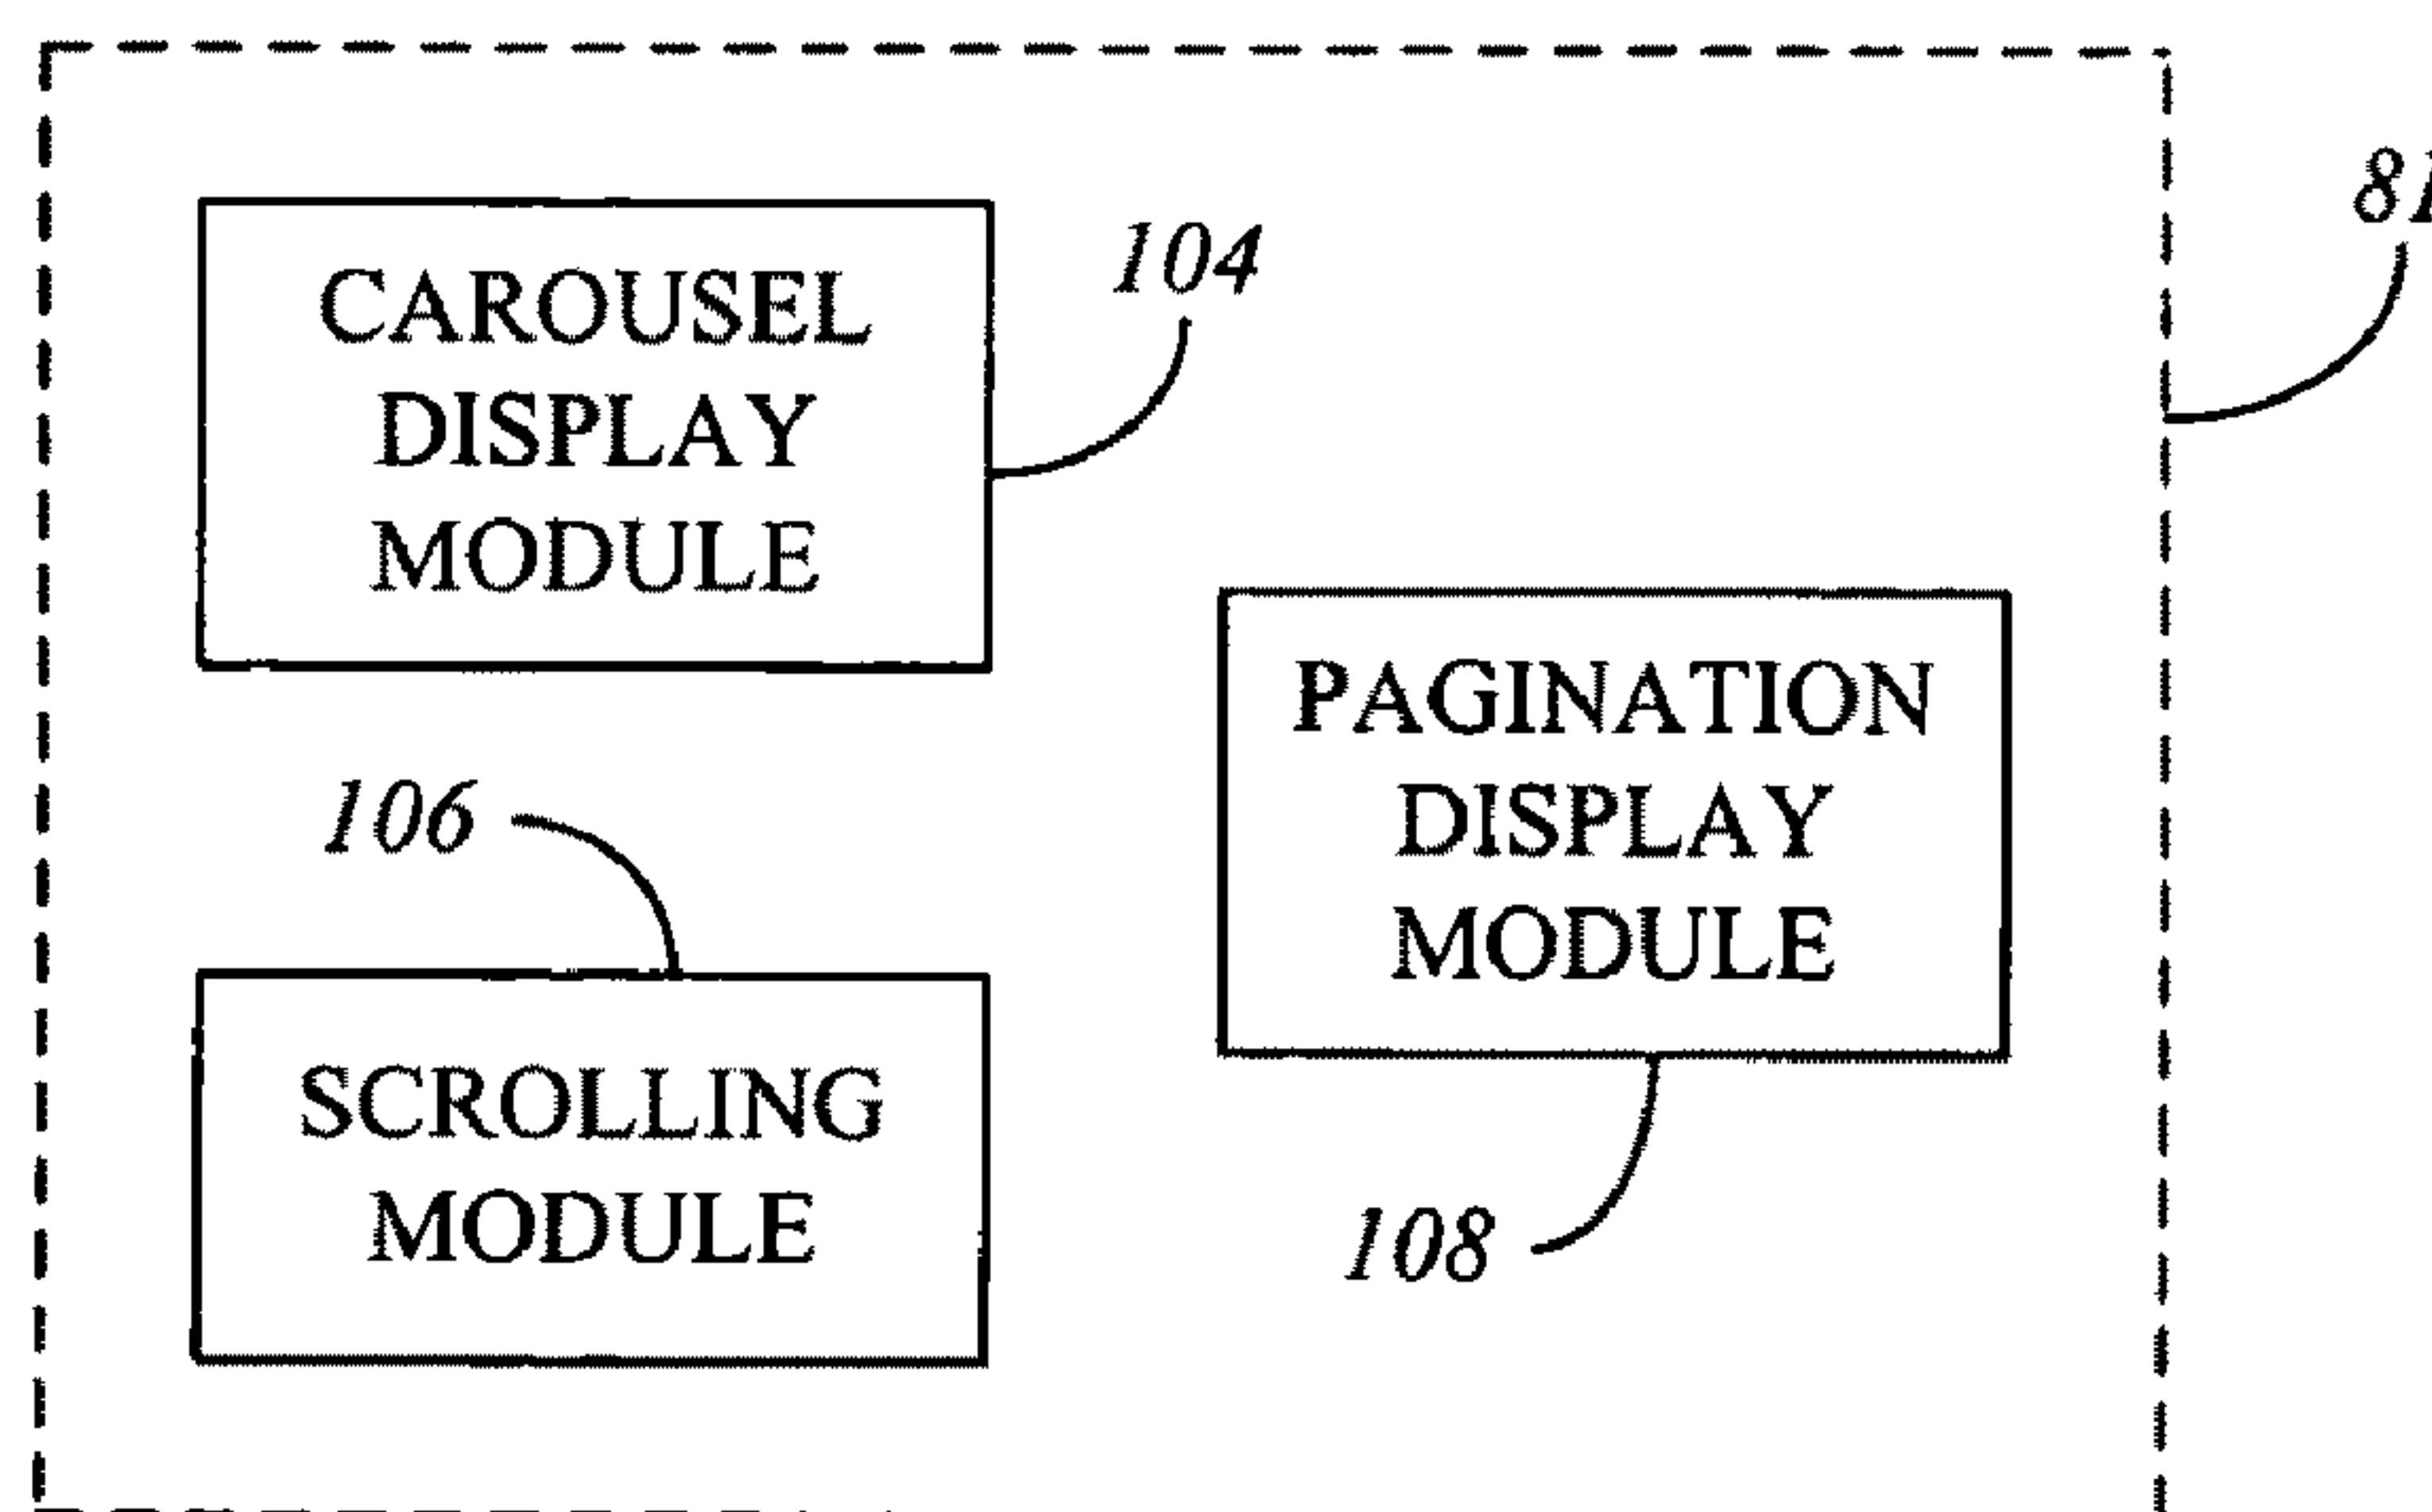 104
CAROUSEL
DISPLAY
MODULE
PAGINATION
DISPLAY
MODULE
106
SCROLLING
MODULE
108